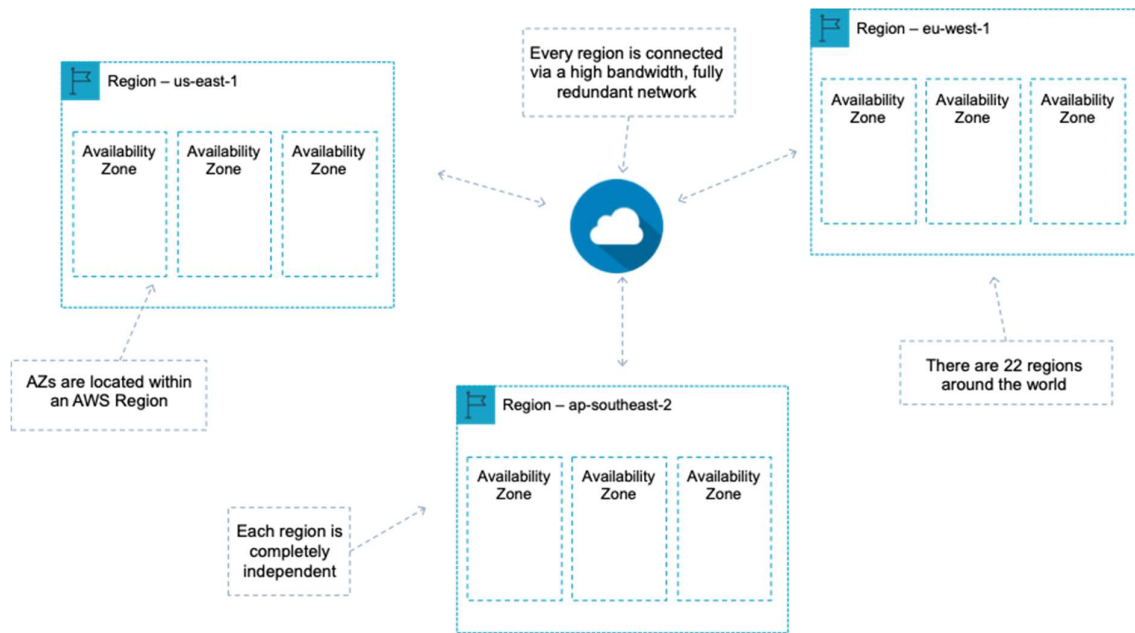 Region – us-east-1
Availability
Zone
Availability
Zone
Availability
Zone
AZs are located within
an AWS Region
Every region is connected
via a high bandwidth, fully
redundant network
Region – eu-west-1
Availability
Zone
Availability
Zone
Availability
Zone
There are 22 regions
around the world
Region – ap-southeast-2
Availability
Zone
Availability
Zone
Availability
Zone
Each region is
completely
independent